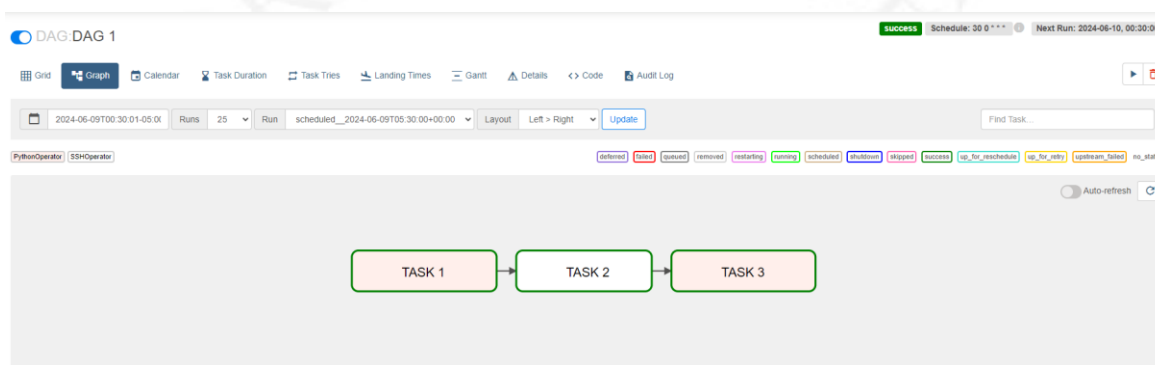 DAG: DAG 1
success Schedule: 30 0 * * * Next Run: 2024-06-10, 00:30:0
Grid Graph Calendar Task Duration Task Tries Landing Times Gantt Details <> Code Audit Log
2024-06-09T00:30:01-05:0( Runs 25 Run scheduled__2024-06-09T05:30:00+00:00 Layout Left > Right Update Find Task...
PythonOperator SSHOperator deferred failed queued removed restarting running scheduled shutdown skipped success up_for_reschedule up_for_retry upstream_failed no_stat
Auto-refresh
TASK 1 TASK 2 TASK 3